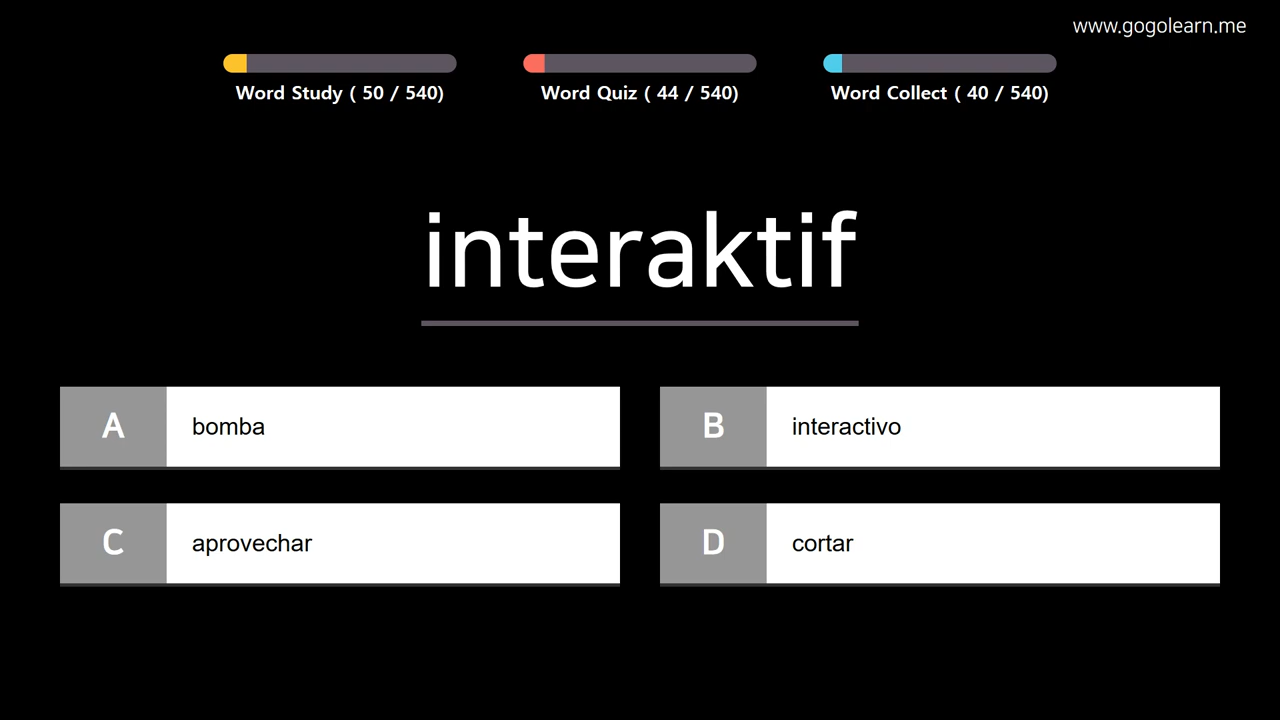 www.gogolearn.me
Word Study ( 50 / 540)
Word Quiz ( 44 / 540)
Word Collect ( 40 / 540)
interaktif
A bomba
B interactivo
C aprovechar
D cortar